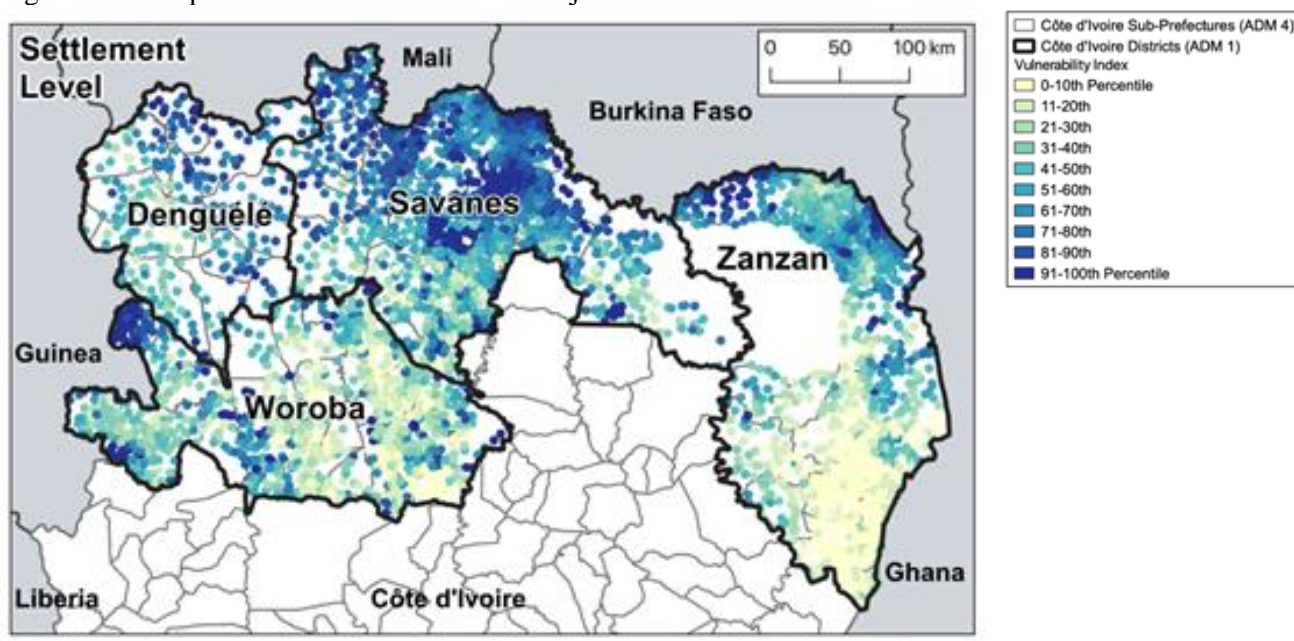 Settlement
Level
Mali
0 50 100 km
Burkina Faso
Denguélé
Savanes
Zanzan
Guinea
Woroba
Ghana
Liberia
Côte d'Ivoire
Côte d'Ivoire Sub-Prefectures (ADM 4)
Côte d'Ivoire Districts (ADM 1)
Vulnerability Index
0-10th Percentile
11-20th
21-30th
31-40th
41-50th
51-60th
61-70th
71-80th
81-90th
91-100th Percentile